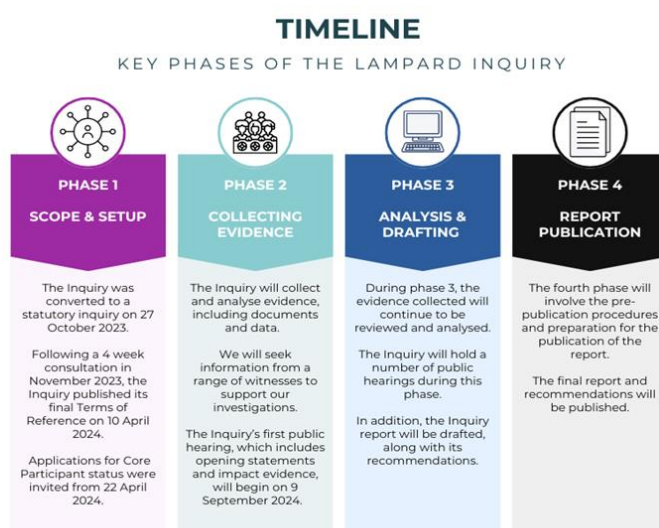 TIMELINE
KEY PHASES OF THE LAMPARD INQUIRY
PHASE 1
SCOPE & SETUP
The Inquiry was
converted to a
statutory inquiry on 27
October 2023.
Following a 4 week
consultation in
November 2023, the
Inquiry published its
final Terms of
Reference on 10 April
2024.
Applications for Core
Participant status were
invited from 22 April
2024.
PHASE 2
COLLECTING
EVIDENCE
The Inquiry will collect
and analyse evidence,
including documents
and data.
We will seek
information from a
range of witnesses to
support our
investigations.
The Inquiry's first public
hearing, which includes
opening statements
and impact evidence,
will begin on 9
September 2024.
PHASE 3
ANALYSIS &
DRAFTING
During phase 3, the
evidence collected will
continue to be
reviewed and analysed.
The Inquiry will hold a
number of public
hearings during this
phase.
In addition, the Inquiry
report will be drafted,
along with its
recommendations.
PHASE 4
REPORT
PUBLICATION
The fourth phase will
involve the pre-
publication procedures
and preparation for the
publication of the
report.
The final report and
recommendations will
be published.